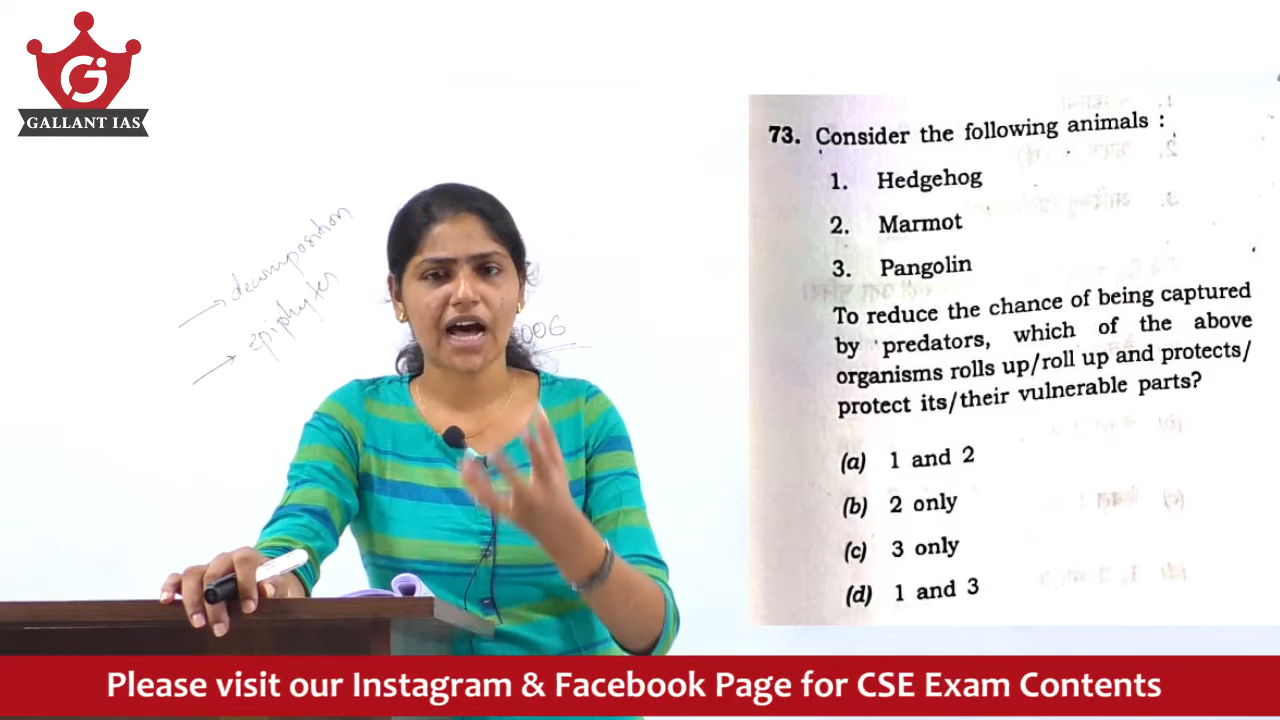 GALLANT IAS
decomposition
epiphytes
006
73. Consider the following animals :
1. Hedgehog
2. Marmot
3. Pangolin
To reduce the chance of being captured
by predators, which of the above
organisms rolls up/roll up and protects/
protect its/their vulnerable parts?
(a) 1 and 2
(b) 2 only
(c) 3 only
(d) 1 and 3
Please visit our Instagram & Facebook Page for CSE Exam Contents